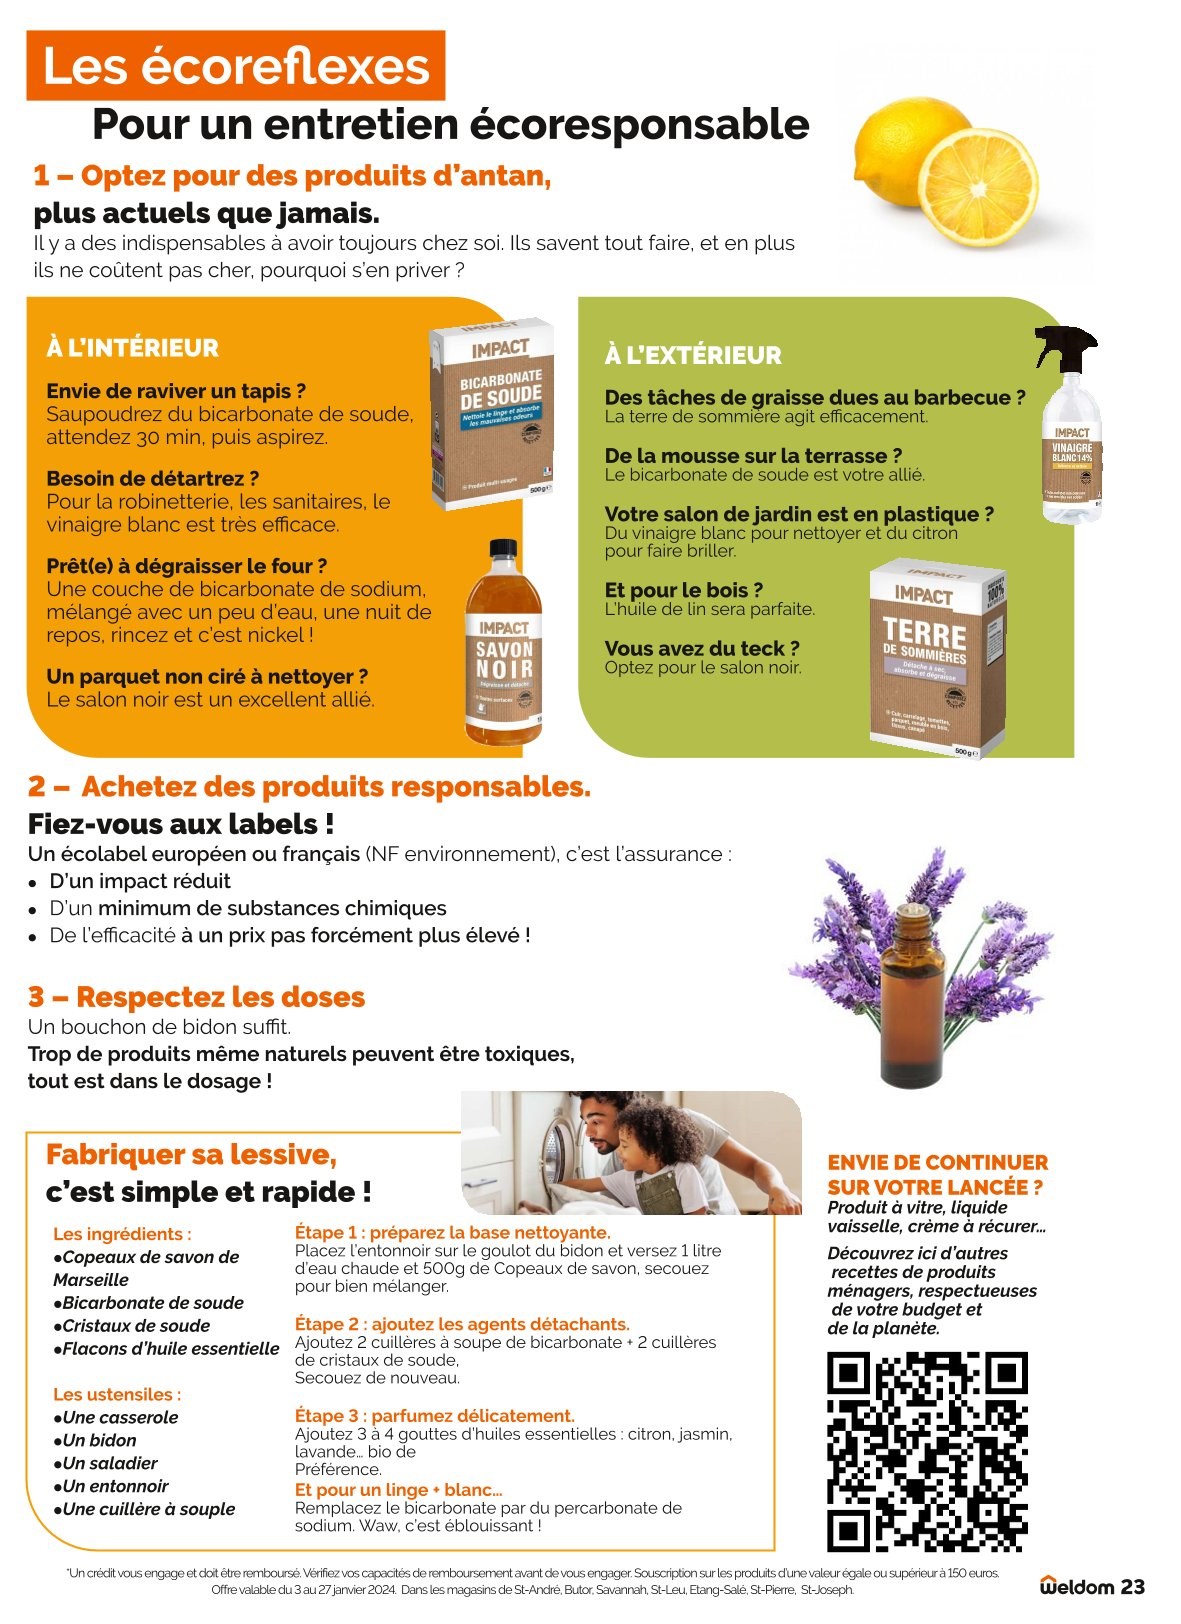 Les écoreflexes
Pour un entretien écoresponsable
1 – Optez pour des produits d'antan,
plus actuels que jamais.
Il y a des indispensables à avoir toujours chez soi. Ils savent tout faire, et en plus
ils ne coûtent pas cher, pourquoi s'en priver ?
À L'INTÉRIEUR
Envie de raviver un tapis ?
Saupoudrez du bicarbonate de soude,
attendez 30 min, puis aspirez.
Besoin de détartrez ?
Pour la robinetterie, les sanitaires, le
vinaigre blanc est très efficace.
Prêt(e) à dégraisser le four ?
Une couche de bicarbonate de sodium,
mélangé avec un peu d'eau, une nuit de
repos, rincez et c'est nickel !
Un parquet non ciré à nettoyer ?
Le salon noir est un excellent allié.
IMPACT
IMPACT
BICARBONATE
DE SOUDE
Nettoie le linge et absorbe
les mauvaises odeurs
Produit multi-usages
500 g e
IMPACT
SAVON
NOIR
Dégraisse et détache
À L'EXTÉRIEUR
Des tâches de graisse dues au barbecue ?
La terre de sommière agit efficacement.
De la mousse sur la terrasse ?
Le bicarbonate de soude est votre allié.
Votre salon de jardin est en plastique ?
Du vinaigre blanc pour nettoyer et du citron
pour faire briller.
Et pour le bois ?
L'huile de lin sera parfaite.
Vous avez du teck ?
Optez pour le salon noir.
IMPACT
VINAIGRE
BLANC 14%
IMPACT
100%
TERRE
DE SOMMIÈRES
Détache à sec,
absorbe et dégraisse
500 g e
2 – Achetez des produits responsables.
Fiez-vous aux labels !
Un écolabel européen ou français (NF environnement), c'est l'assurance :
• D'un impact réduit
• D'un minimum de substances chimiques
• De l'efficacité à un prix pas forcément plus élevé !
3 – Respectez les doses
Un bouchon de bidon suffit.
Trop de produits même naturels peuvent être toxiques,
tout est dans le dosage !
Fabriquer sa lessive,
c'est simple et rapide !
Les ingrédients :
•Copeaux de savon de
Marseille
•Bicarbonate de soude
•Cristaux de soude
•Flacons d'huile essentielle
Les ustensiles :
•Une casserole
•Un bidon
•Un saladier
•Un entonnoir
•Une cuillère à souple
Étape 1 : préparez la base nettoyante.
Placez l'entonnoir sur le goulot du bidon et versez 1 litre
d'eau chaude et 500g de Copeaux de savon, secouez
pour bien mélanger.
Étape 2 : ajoutez les agents détachants.
Ajoutez 2 cuillères à soupe de bicarbonate + 2 cuillères
de cristaux de soude,
Secouez de nouveau.
Étape 3 : parfumez délicatement.
Ajoutez 3 à 4 gouttes d'huiles essentielles : citron, jasmin,
lavande... bio de
Préférence.
Et pour un linge + blanc...
Remplacez le bicarbonate par du percarbonate de
sodium. Waw, c'est éblouissant !
ENVIE DE CONTINUER
SUR VOTRE LANCÉE ?
Produit à vitre, liquide
vaisselle, crème à récurer...
Découvrez ici d'autres
recettes de produits
ménagers, respectueuses
de votre budget et
de la planète.
*Un crédit vous engage et doit être remboursé. Vérifiez vos capacités de remboursement avant de vous engager. Souscription sur les produits d'une valeur égale ou supérieur à 150 euros.
Offre valable du 3 au 27 janvier 2024. Dans les magasins de St-André, Butor, Savannah, St-Leu, Etang-Salé, St-Pierre, St-Joseph.
weldom 23